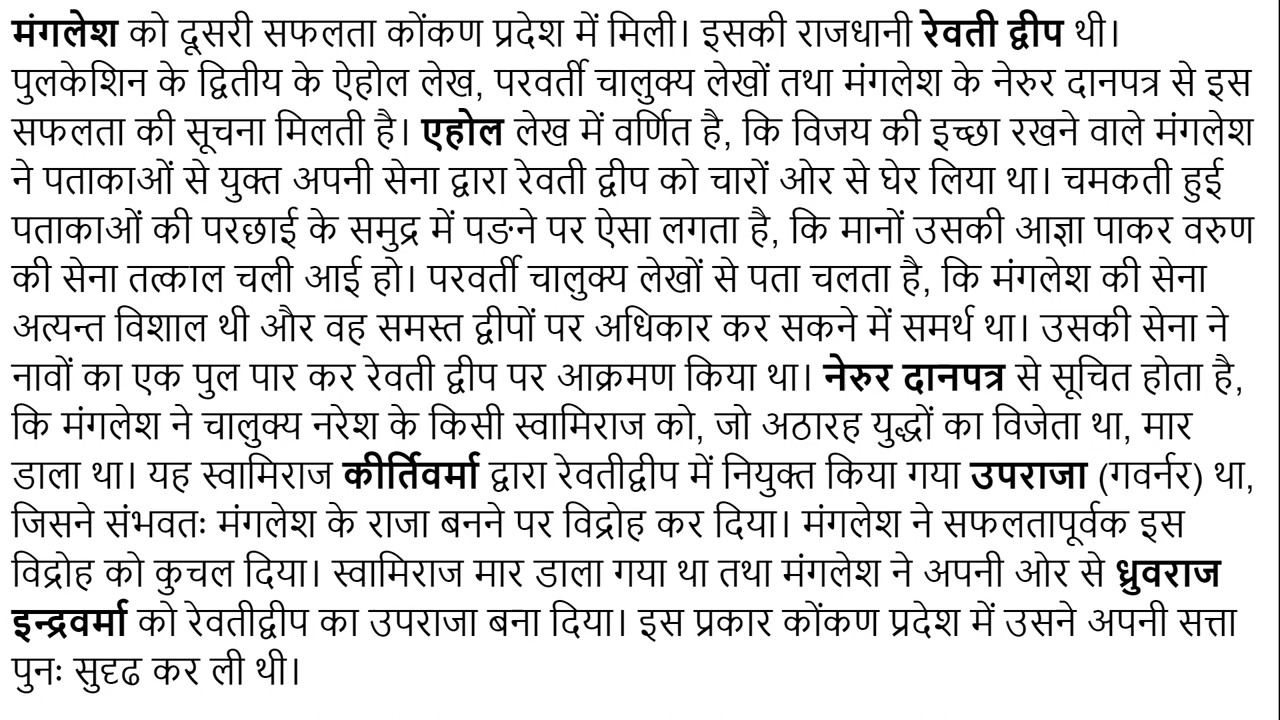 मंगलेश को दूसरी सफलता कोंकण प्रदेश में मिली। इसकी राजधानी रेवती द्वीप थी।
पुलकेशिन के द्वितीय के ऐहोल लेख, परवर्ती चालुक्य लेखों तथा मंगलेश के नेरुर दानपत्र से इस
सफलता की सूचना मिलती है। एहोल लेख में वर्णित है, कि विजय की इच्छा रखने वाले मंगलेश
ने पताकाओं से युक्त अपनी सेना द्वारा रेवती द्वीप को चारों ओर से घेर लिया था। चमकती हुई
पताकाओं की परछाई के समुद्र में पङने पर ऐसा लगता है, कि मानों उसकी आज्ञा पाकर वरुण
की सेना तत्काल चली आई हो। परवर्ती चालुक्य लेखों से पता चलता है, कि मंगलेश की सेना
अत्यन्त विशाल थी और वह समस्त द्वीपों पर अधिकार कर सकने में समर्थ था। उसकी सेना ने
नावों का एक पुल पार कर रेवती द्वीप पर आक्रमण किया था। नेरुर दानपत्र से सूचित होता है,
कि मंगलेश ने चालुक्य नरेश के किसी स्वामिराज को, जो अठारह युद्धों का विजेता था, मार
डाला था। यह स्वामिराज कीर्तिवर्मा द्वारा रेवतीद्वीप में नियुक्त किया गया उपराजा (गवर्नर) था,
जिसने संभवतः मंगलेश के राजा बनने पर विद्रोह कर दिया। मंगलेश ने सफलतापूर्वक इस
विद्रोह को कुचल दिया। स्वामिराज मार डाला गया था तथा मंगलेश ने अपनी ओर से ध्रुवराज
इन्द्रवर्मा को रेवतीद्वीप का उपराजा बना दिया। इस प्रकार कोंकण प्रदेश में उसने अपनी सत्ता
पुनः सुदृढ कर ली थी।